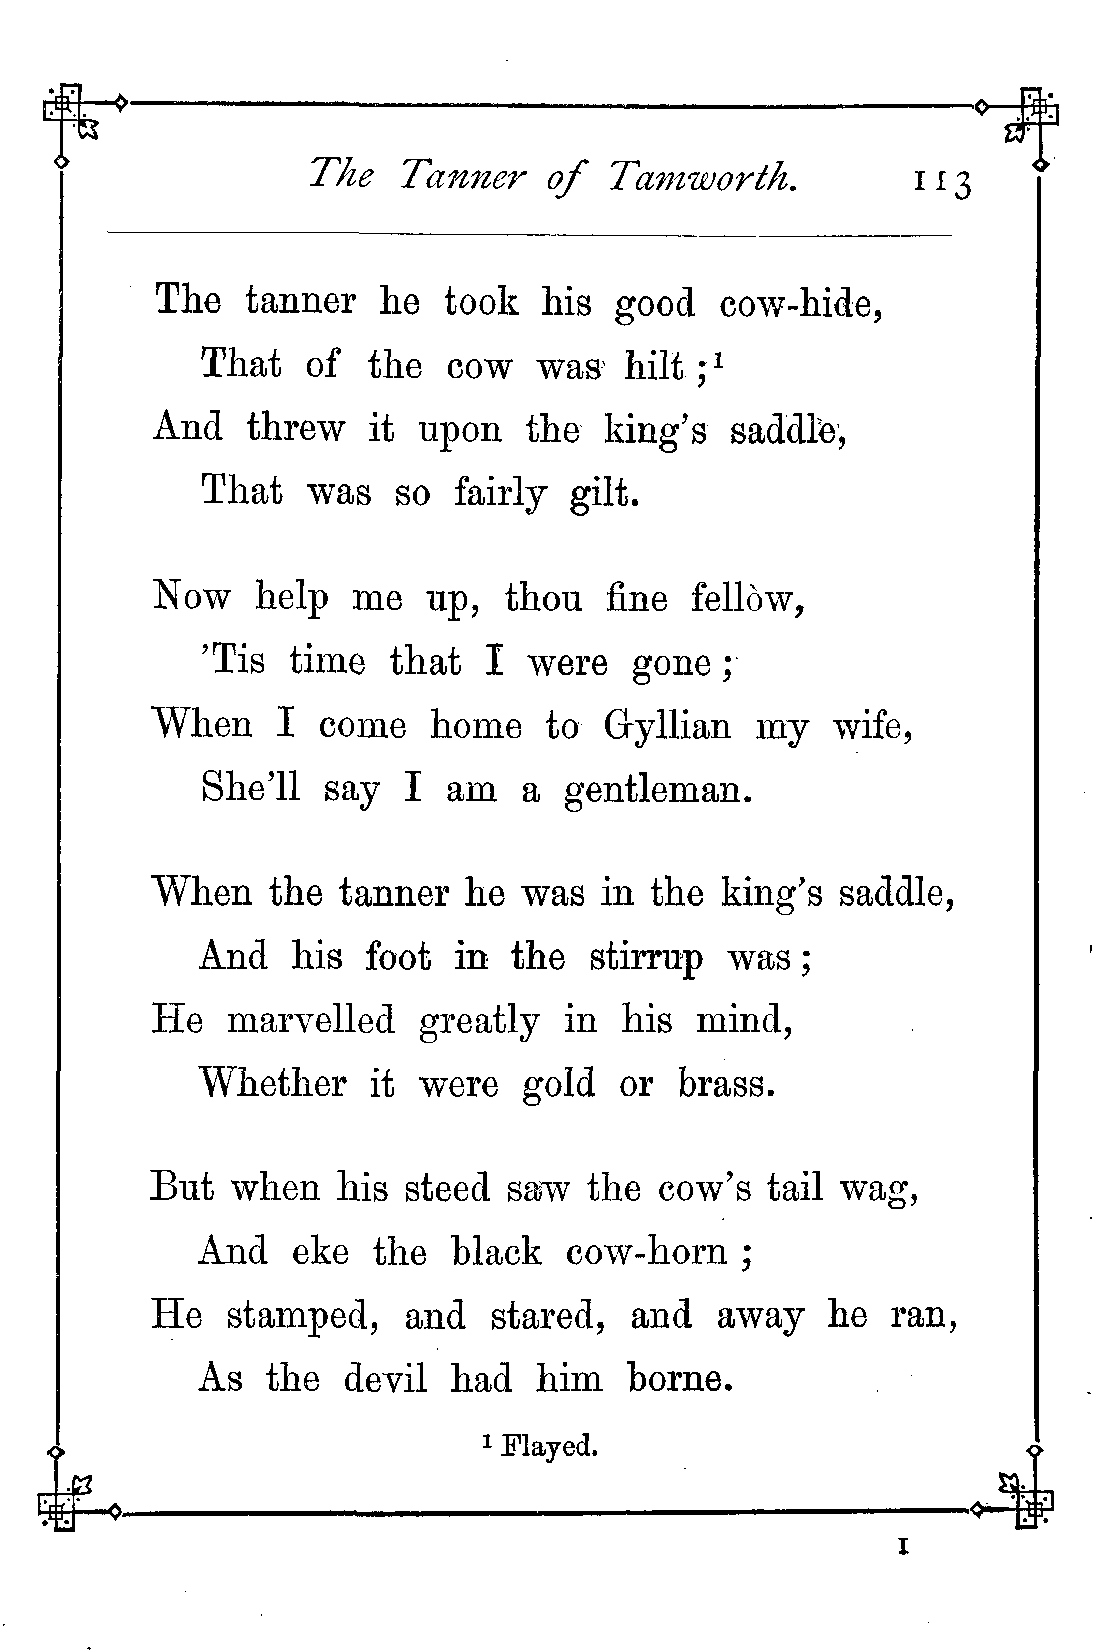 The Tanner of Tamworth. 113
The tanner he took his good cow-hide,
That of the cow was hilt ;¹
And threw it upon the king's saddle,
That was so fairly gilt.
Now help me up, thou fine fellòw,
'Tis time that I were gone ;
When I come home to Gyllian my wife,
She'll say I am a gentleman.
When the tanner he was in the king's saddle,
And his foot in the stirrup was ;
He marvelled greatly in his mind,
Whether it were gold or brass.
But when his steed saw the cow's tail wag,
And eke the black cow-horn ;
He stamped, and stared, and away he ran,
As the devil had him borne.
¹ Flayed.
I